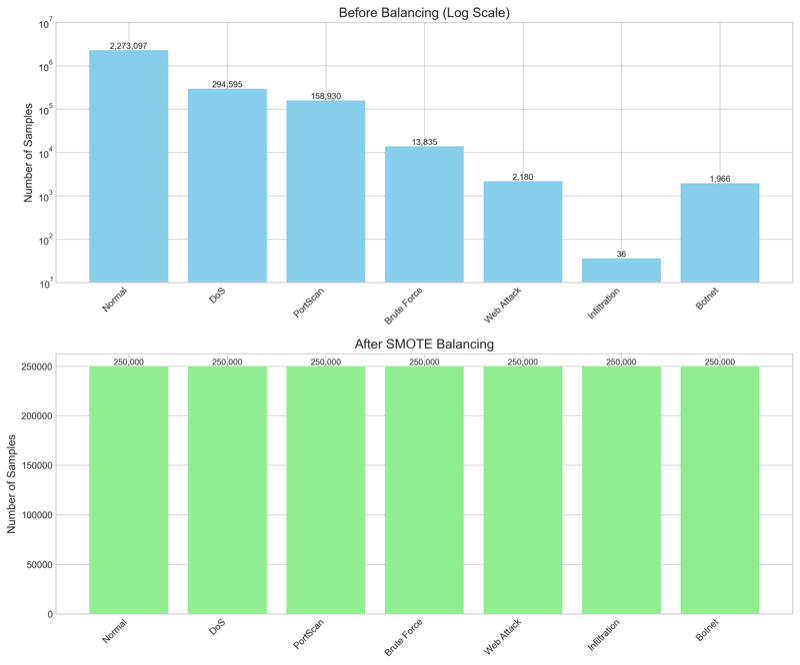 Before Balancing (Log Scale)
Number of Samples
10^7
10^6
10^5
10^4
10^3
10^2
10^1
2,273,097
294,595
158,930
13,835
2,180
36
1,966
Normal
DoS
PortScan
Brute Force
Web Attack
Infiltration
Botnet
After SMOTE Balancing
Number of Samples
250000
200000
150000
100000
50000
0
250,000
250,000
250,000
250,000
250,000
250,000
250,000
Normal
DoS
PortScan
Brute Force
Web Attack
Infiltration
Botnet